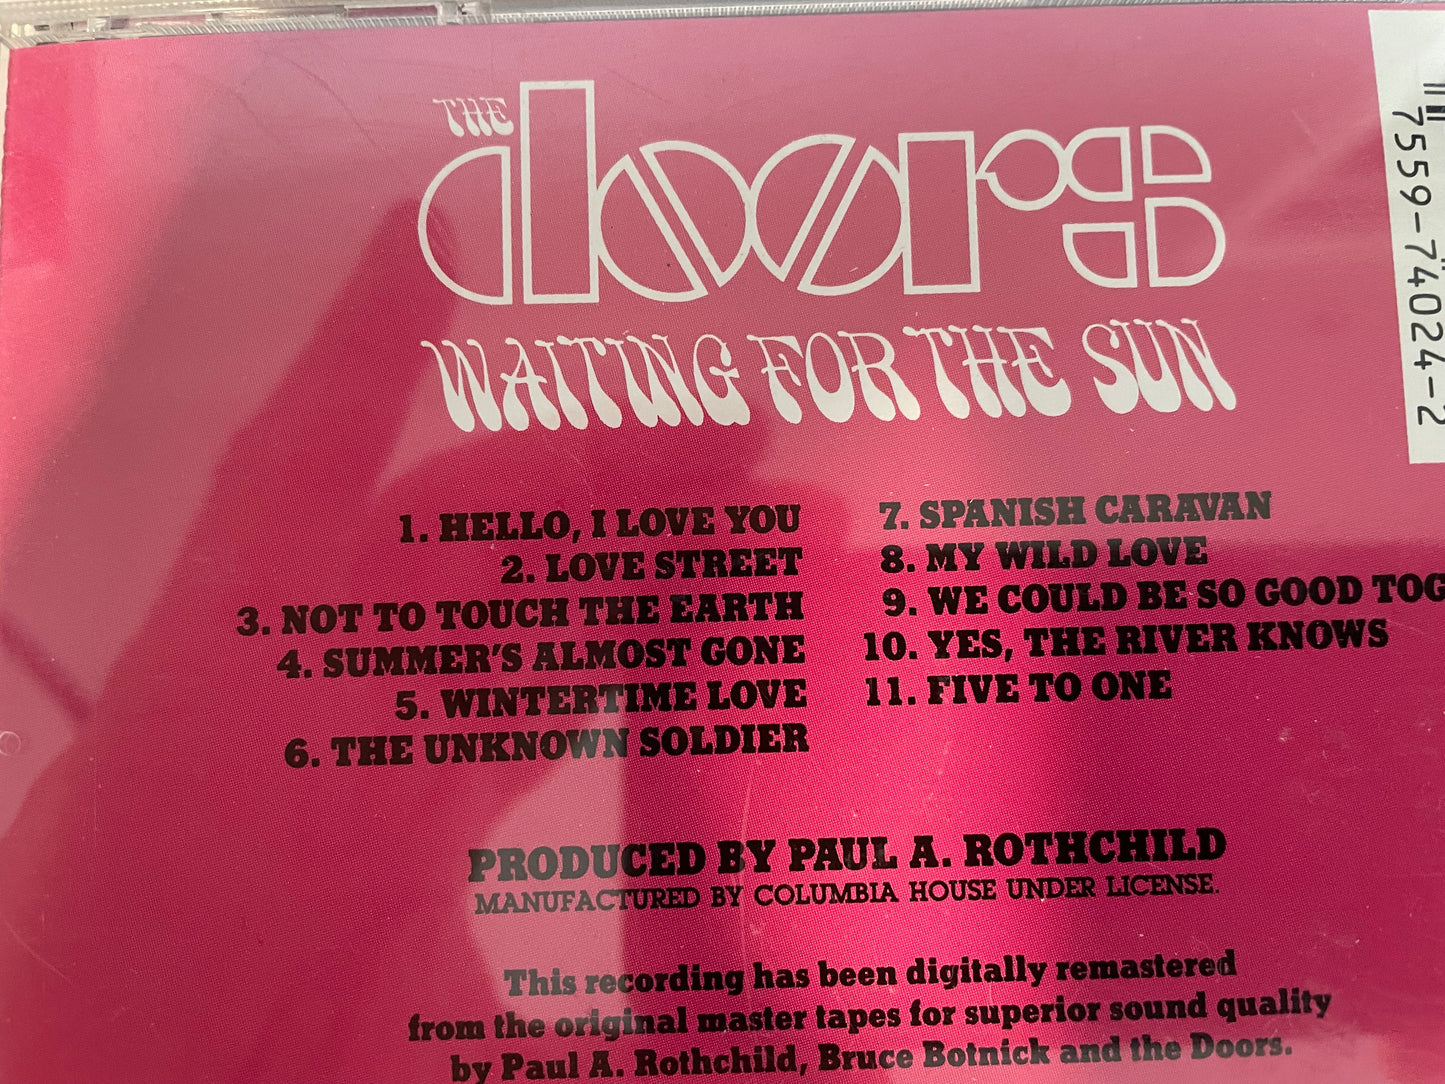 THE
doors
WAITING FOR THE SUN
7559-74024-2
1. HELLO, I LOVE YOU
2. LOVE STREET
3. NOT TO TOUCH THE EARTH
4. SUMMER'S ALMOST GONE
5. WINTERTIME LOVE
6. THE UNKNOWN SOLDIER
7. SPANISH CARAVAN
8. MY WILD LOVE
9. WE COULD BE SO GOOD TOG
10. YES, THE RIVER KNOWS
11. FIVE TO ONE
PRODUCED BY PAUL A. ROTHCHILD
MANUFACTURED BY COLUMBIA HOUSE UNDER LICENSE.
This recording has been digitally remastered
from the original master tapes for superior sound quality
by Paul A. Rothchild, Bruce Botnick and the Doors.